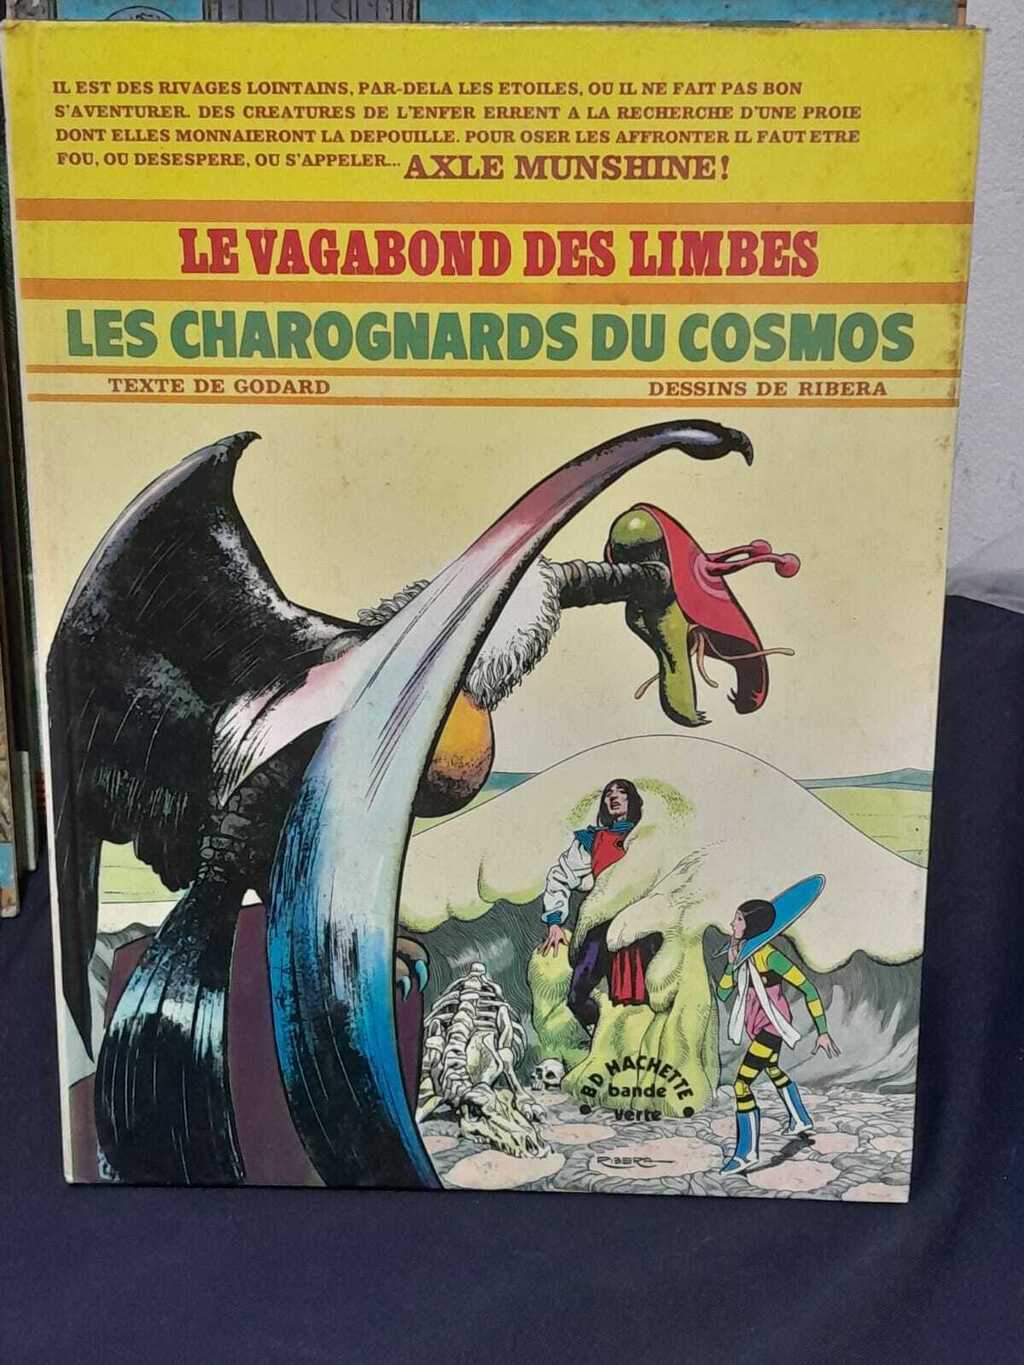 IL EST DES RIVAGES LOINTAINS, PAR-DELA LES ETOILES, OU IL NE FAIT PAS BON
S'AVENTURER. DES CREATURES DE L'ENFER ERRENT A LA RECHERCHE D'UNE PROIE
DONT ELLES MONNAIERONT LA DEPOUILLE. POUR OSER LES AFFRONTER IL FAUT ETRE
FOU, OU DESESPERE, OU S'APPELER... AXLE MUNSHINE!
LE VAGABOND DES LIMBES
LES CHAROGNARDS DU COSMOS
TEXTE DE GODARD DESSINS DE RIBERA
BD HACHETTE
bande
verte
RIBERA